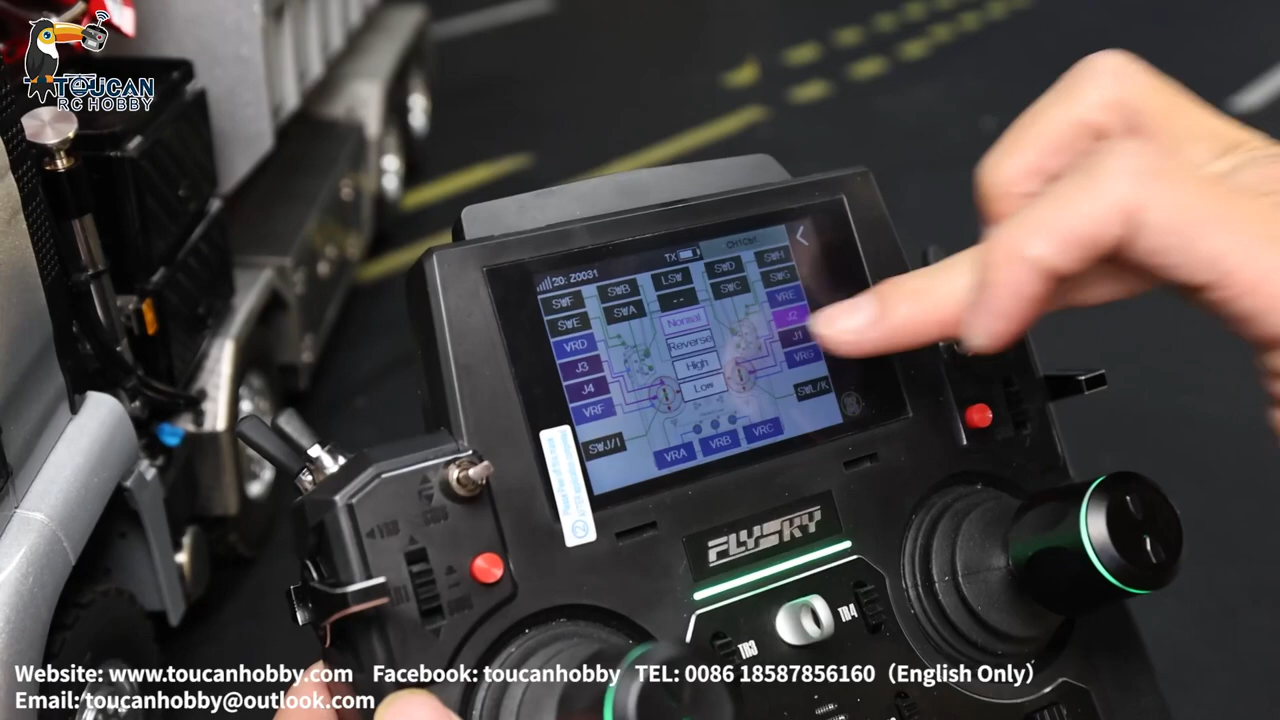 TOUCAN
RC HOBBY
TX
CH1Ctrl
20: Z0031
SWF
SWB
LSW
SWD
SWH
SWE
SWA
--
SWC
SWG
VRD
Normal
VRE
J3
Reverse
J2
J4
High
J1
VRF
Low
VRG
SWJ/I
SWL/K
VRA
VRB
VRC
FLYSKY
TR4
TR3
Website: www.toucanhobby.com Facebook: toucanhobby TEL: 0086 18587856160（English Only）
Email: toucanhobby@outlook.com